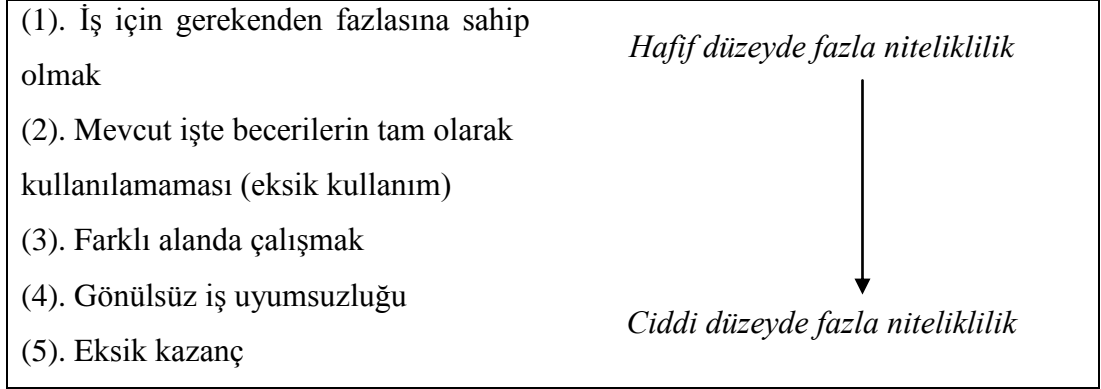 (1). İş için gerekenden fazlasına sahip
olmak
(2). Mevcut işte becerilerin tam olarak
kullanılamaması (eksik kullanım)
(3). Farklı alanda çalışmak
(4). Gönülsüz iş uyumsuzluğu
(5). Eksik kazanç
Hafif düzeyde fazla niteliklilik
Ciddi düzeyde fazla niteliklilik